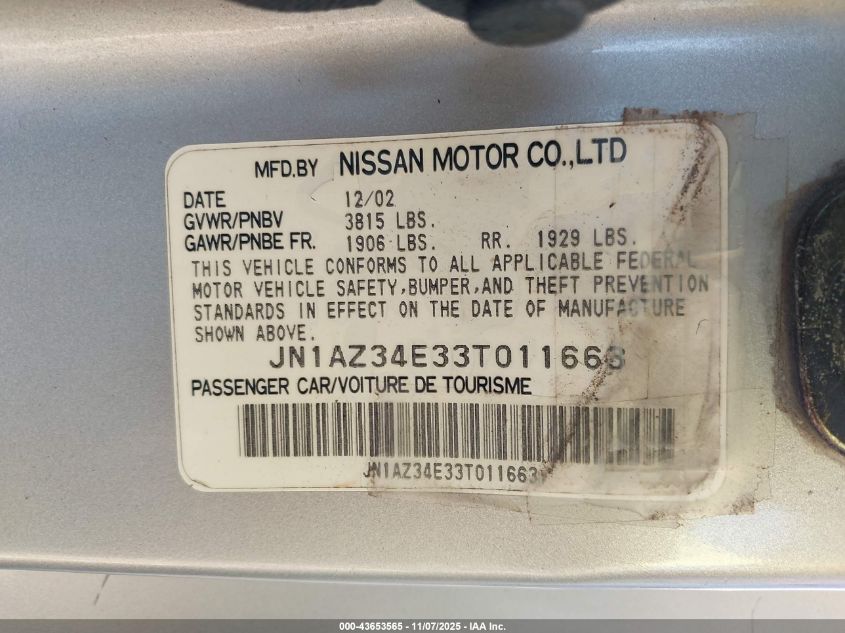 MFD.BY NISSAN MOTOR CO.,LTD
DATE 12/02
GVWR/PNBV 3815 LBS.
GAWR/PNBE FR. 1906 LBS. RR. 1929 LBS.
THIS VEHICLE CONFORMS TO ALL APPLICABLE FEDERAL
MOTOR VEHICLE SAFETY,BUMPER,AND THEFT PREVENTION
STANDARDS IN EFFECT ON THE DATE OF MANUFACTURE
SHOWN ABOVE.
JN1AZ34E33T011663
PASSENGER CAR/VOITURE DE TOURISME
JN1AZ34E33T011663
000-43653565 - 11/07/2025 - IAA Inc.